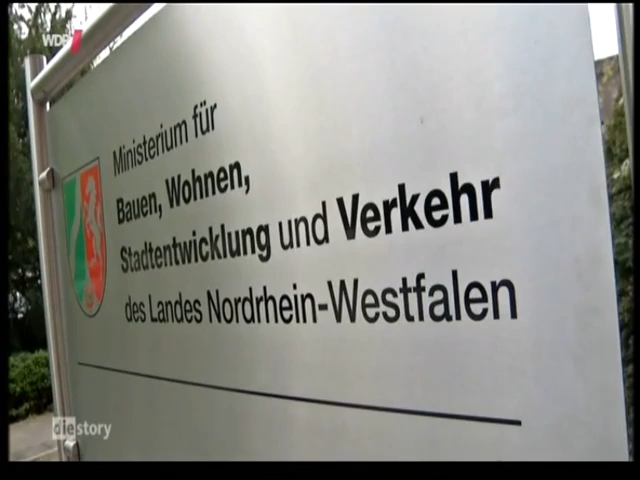 WDR
Ministerium für
Bauen, Wohnen,
Stadtentwicklung und Verkehr
des Landes Nordrhein-Westfalen
diestory